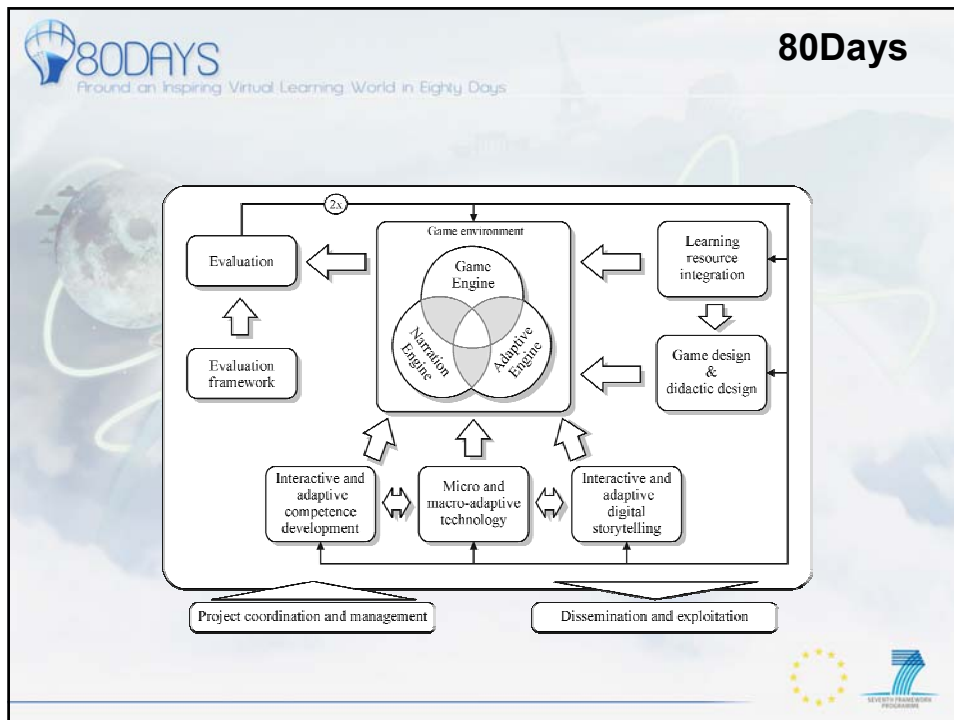 80DAYS
Around an Inspiring Virtual Learning World in Eighty Days
80Days
2x
Evaluation
Evaluation
framework
Game environment
Game
Engine
Narration
Engine
Adaptive
Engine
Learning
resource
integration
Game design
&
didactic design
Interactive and
adaptive
competence
development
Micro and
macro-adaptive
technology
Interactive and
adaptive
digital
storytelling
Project coordination and management
Dissemination and exploitation
SEVENTH FRAMEWORK
PROGRAMME